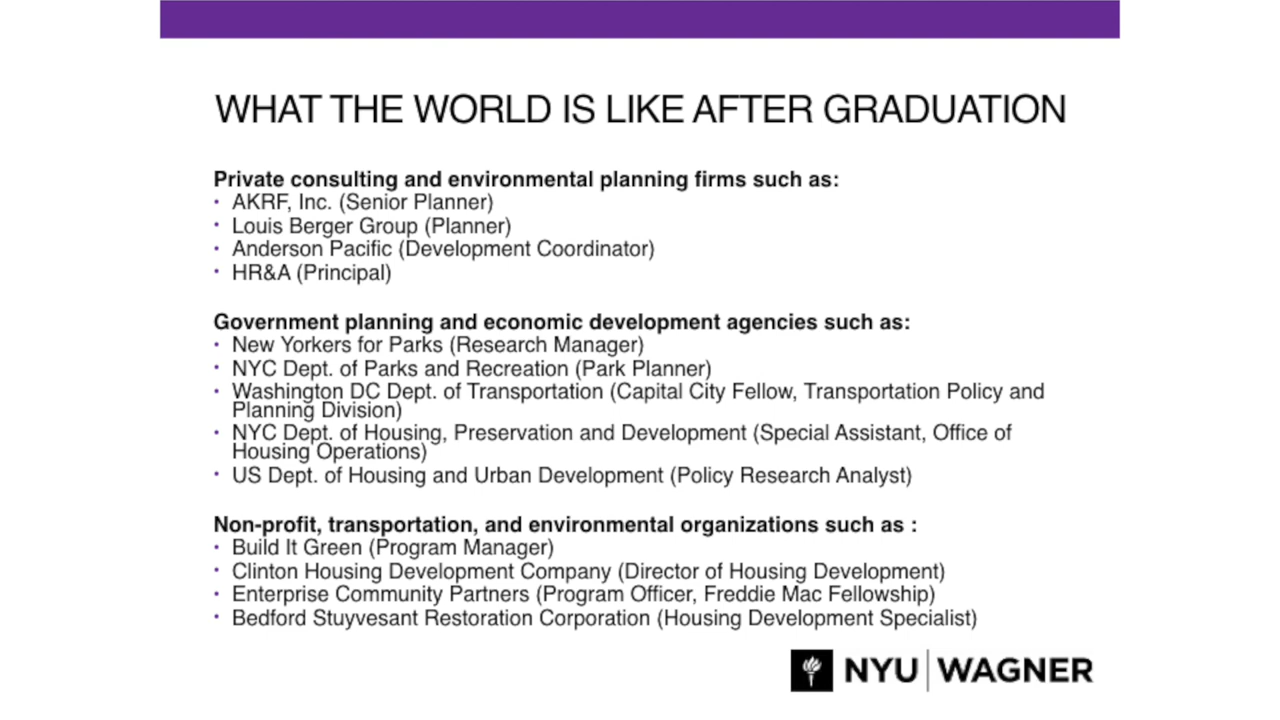 WHAT THE WORLD IS LIKE AFTER GRADUATION
Private consulting and environmental planning firms such as:
• AKRF, Inc. (Senior Planner)
• Louis Berger Group (Planner)
• Anderson Pacific (Development Coordinator)
• HR&A (Principal)
Government planning and economic development agencies such as:
• New Yorkers for Parks (Research Manager)
• NYC Dept. of Parks and Recreation (Park Planner)
• Washington DC Dept. of Transportation (Capital City Fellow, Transportation Policy and
Planning Division)
• NYC Dept. of Housing, Preservation and Development (Special Assistant, Office of
Housing Operations)
• US Dept. of Housing and Urban Development (Policy Research Analyst)
Non-profit, transportation, and environmental organizations such as :
• Build It Green (Program Manager)
• Clinton Housing Development Company (Director of Housing Development)
• Enterprise Community Partners (Program Officer, Freddie Mac Fellowship)
• Bedford Stuyvesant Restoration Corporation (Housing Development Specialist)
NYU | WAGNER